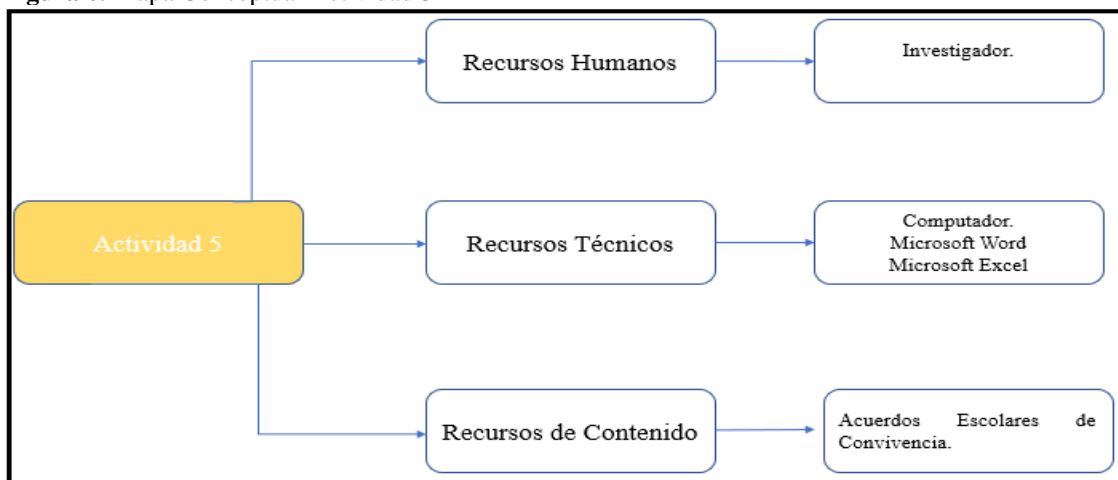 Recursos Humanos
Investigador.
Actividad 5
Recursos Técnicos
Computador.
Microsoft Word
Microsoft Excel
Recursos de Contenido
Acuerdos Escolares de
Convivencia.